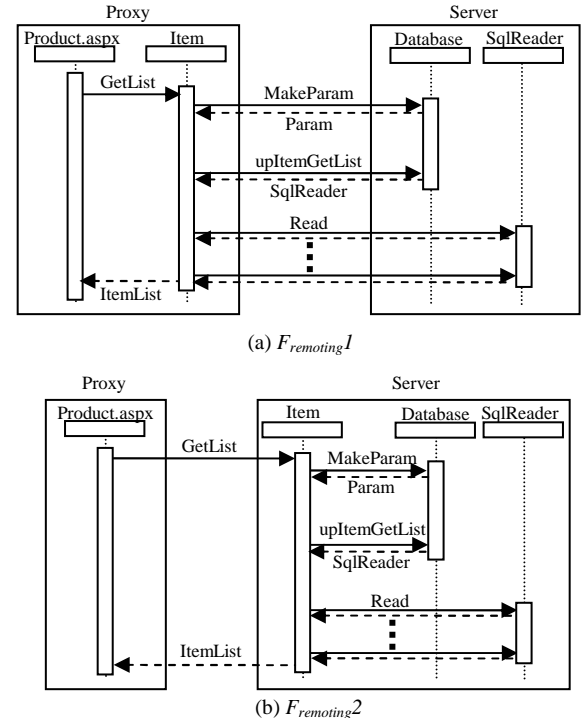 Proxy Server
Product.aspx Item Database SqlReader
GetList
MakeParam
Param
upItemGetList
SqlReader
Read
ItemList
(a) Fremoting1
Proxy Server
Product.aspx Item Database SqlReader
GetList
MakeParam
Param
upItemGetList
SqlReader
Read
ItemList
(b) Fremoting2